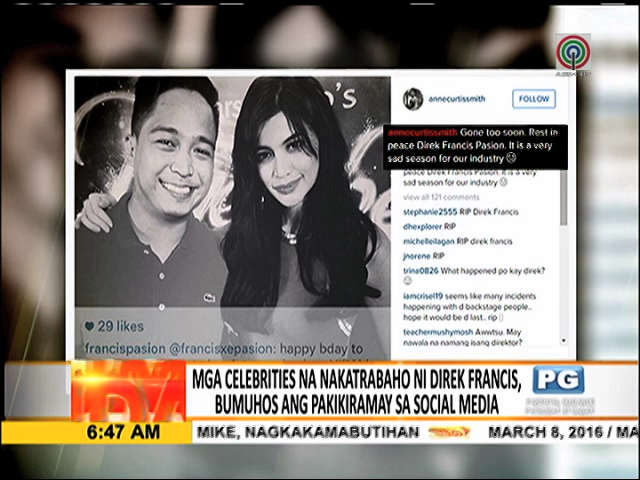 ABS-CBN
annecurtissmith
FOLLOW
annecurtissmith Gone too soon. Rest in
peace Direk Francis Pasion. It is a very
sad season for our industry
peace Direk Francis Pasion. It is a very
sad season for our industry
view all 121 comments
stephanie2555 RIP Direk Francis
dhexplorer RIP
michelleilagan RIP direk francis
jnorene RIP
trina0826 What happened po kay direk?
iamcrisel19 seems like many incidents
happening with d backstage people..
hope it would be d last.. rip :(
teachermushymosh Awwtsu. May
nawala na namang isang direktor?
29 likes
francispasion @francisxepasion: happy bday to
MGA CELEBRITIES NA NAKATRABAHO NI DIREK FRANCIS,
BUMUHOS ANG PAKIKIRAMAY SA SOCIAL MEDIA
PG
6:47 AM
MIKE, NAGKAKAMABUTIHAN
MARCH 8, 2016 / MA